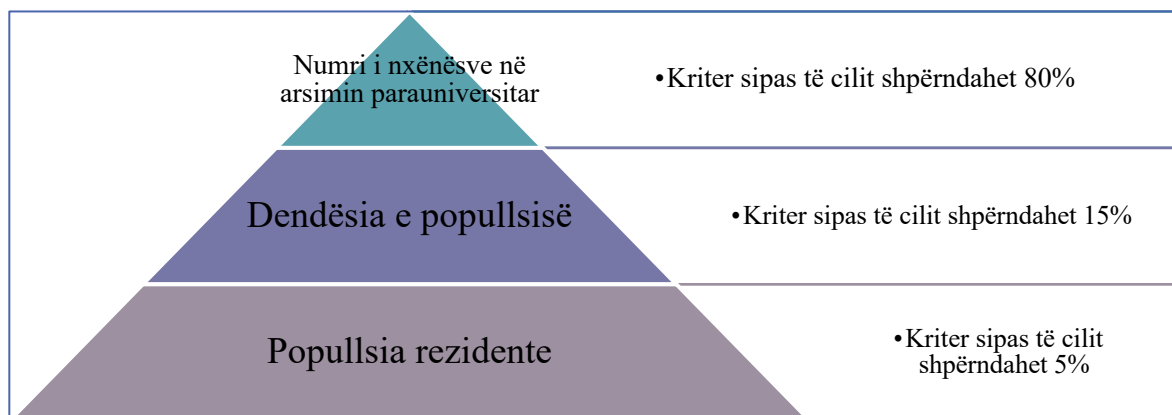 Numri i nxënësve në
arsimin parauniversitar
•Kriter sipas të cilit shpërndahet 80%
Dendësia e popullsisë
•Kriter sipas të cilit shpërndahet 15%
Popullsia rezidente
•Kriter sipas të cilit
shpërndahet 5%